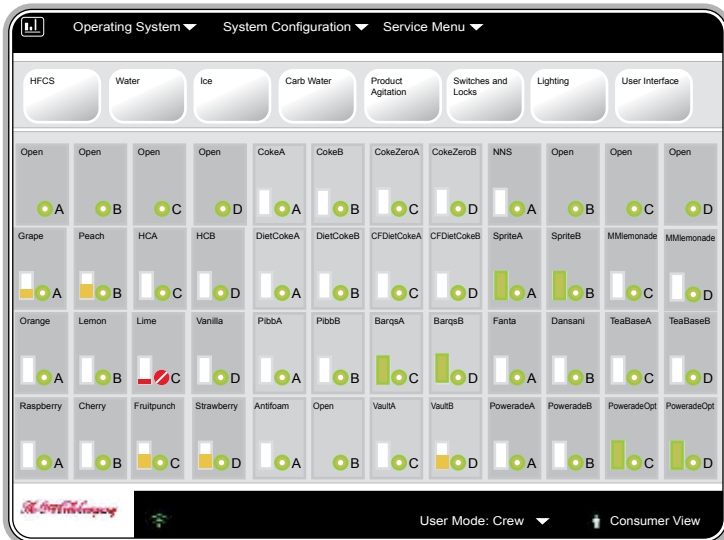 Operating System System Configuration Service Menu
HFCS Water Ice Carb Water Product Agitation Switches and Locks Lighting User Interface
Open Open Open Open CokeA CokeB CokeZeroA CokeZeroB NNS Open Open Open
A B C D A B C D A B C D
Grape Peach HCA HCB DietCokeA DietCokeB CFDietCokeA CFDietCokeB SpriteA SpriteB MMlemonade MMlemonade
A B C D A B C D A B C D
Orange Lemon Lime Vanilla PibbA PibbB BarqsA BarqsB Fanta Dansani TeaBaseA TeaBaseB
A B C D A B C D A B C D
Raspberry Cherry Fruitpunch Strawberry Antifoam Open VaultA VaultB PoweradeA PoweradeB PoweradeOpt PoweradeOpt
A B C D A B C D A B C D
User Mode: Crew Consumer View